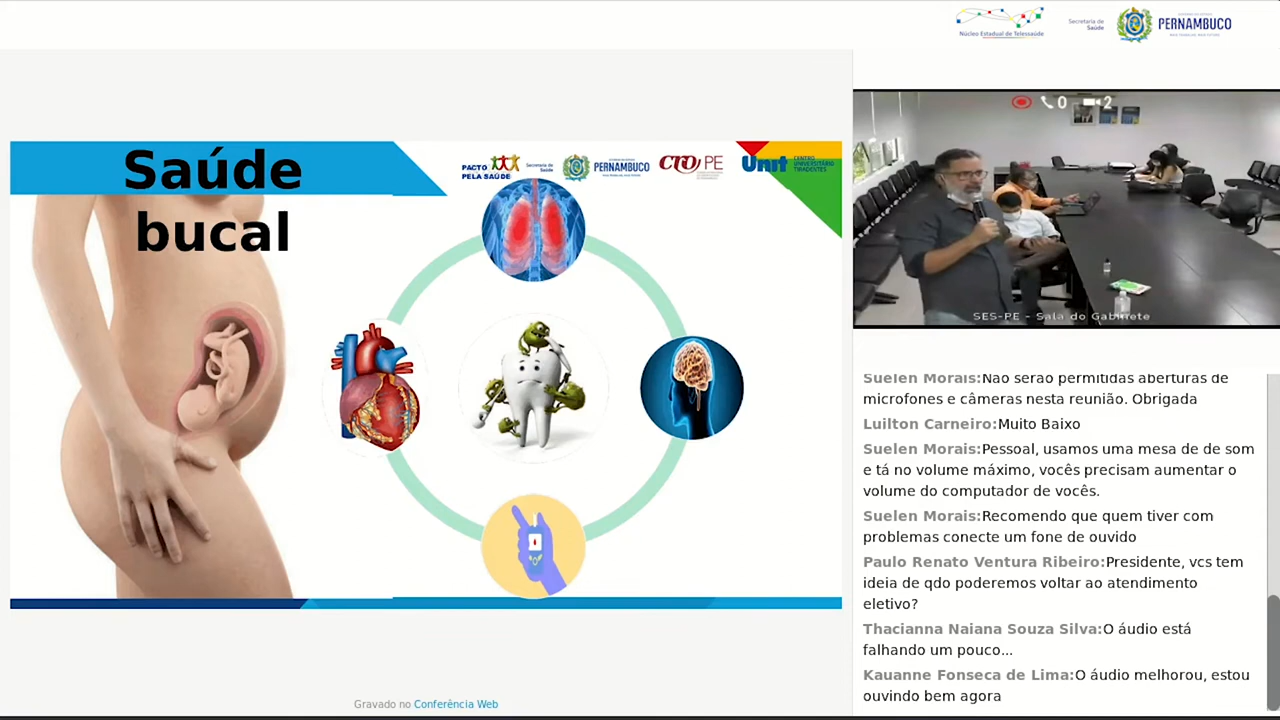 Núcleo Estadual de Telessaúde
Secretaria de
Saúde
PERNAMBUCO
Saúde
bucal
PACTO
PELA SAÚDE
Secretaria de
Saúde
PERNAMBUCO
CRO PE
Unit
CENTRO
UNIVERSITÁRIO
TIRADENTES
0
2
SES-PE - Sala do Gabinete
Suelen Morais:Não serão permitidas aberturas de
microfones e câmeras nesta reunião. Obrigada
Luilton Carneiro:Muito Baixo
Suelen Morais:Pessoal, usamos uma mesa de de som
e tá no volume máximo, vocês precisam aumentar o
volume do computador de vocês.
Suelen Morais:Recomendo que quem tiver com
problemas conecte um fone de ouvido
Paulo Renato Ventura Ribeiro:Presidente, vcs tem
ideia de qdo poderemos voltar ao atendimento
eletivo?
Thacianna Naiana Souza Silva:O áudio está
falhando um pouco...
Kauanne Fonseca de Lima:O áudio melhorou, estou
ouvindo bem agora
Gravado no Conferência Web